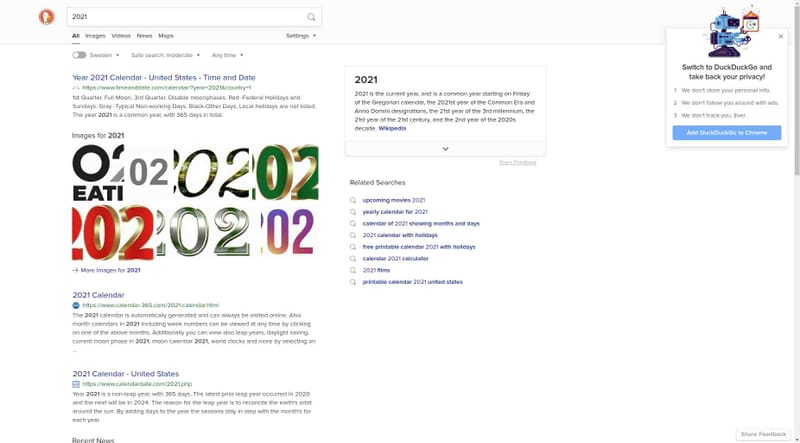 2021
All Images Videos News Maps Settings
Sweden Safe search: moderate Any time
Year 2021 Calendar - United States - Time and Date
https://www.timeanddate.com/calendar/?year=2021&country=1
1st Quarter. Full Moon. 3rd Quarter. Disable moonphases. Red -Federal Holidays and
Sundays. Gray -Typical Non-working Days. Black-Other Days. Local holidays are not listed.
The year 2021 is a common year, with 365 days in total.
Images for 2021
02
EATI
02
202
202
202
202
02
More Images for 2021
2021 Calendar
https://www.calendar-365.com/2021-calendar.html
The 2021 calendar is automatically generated and can always be visited online. Also
month calendars in 2021 including week numbers can be viewed at any time by clicking
on one of the above months. Additionally you can view also leap years, daylight saving,
current moon phase in 2021, moon calendar 2021, world clocks and more by selecting an
...
2021 Calendar - United States
https://www.calendardate.com/2021.php
Year 2021 is a non-leap year, with 365 days. The latest prior leap year occurred in 2020
and the next will be in 2024. The reason for the leap year is to reconcile the earth's orbit
around the sun. By adding days to the year the seasons stay in step with the month's for
each year.
Recent News
2021
2021 is the current year, and is a common year starting on Friday
of the Gregorian calendar, the 2021st year of the Common Era and
Anno Domini designations, the 21st year of the 3rd millennium, the
21st year of the 21st century, and the 2nd year of the 2020s
decade. Wikipedia
Share Feedback
Related Searches
upcoming movies 2021
yearly calendar for 2021
calendar of 2021 showing months and days
2021 calendar with holidays
free printable calendar 2021 with holidays
calendar 2021 calculator
2021 films
printable calendar 2021 united states
Switch to DuckDuckGo and
take back your privacy!
1 We don't store your personal info.
2 We don't follow you around with ads.
3 We don't track you. Ever.
Add DuckDuckGo to Chrome
Share Feedback